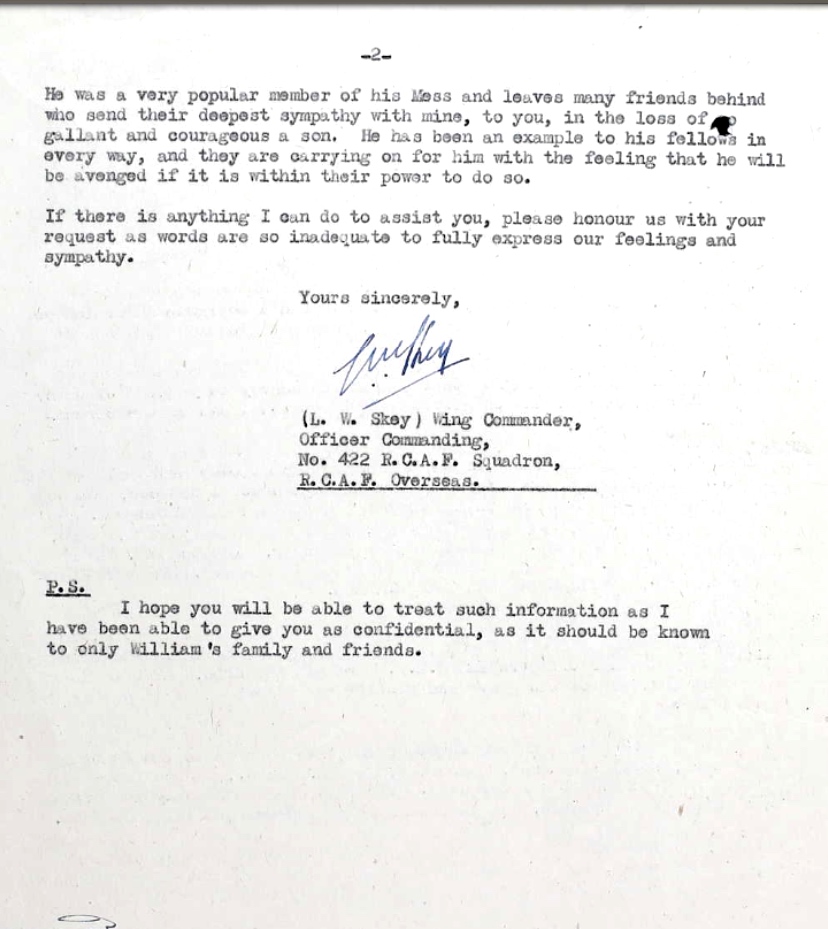 -2-
He was a very popular member of his Mess and leaves many friends behind
who send their deepest sympathy with mine, to you, in the loss of
gallant and courageous a son. He has been an example to his fellows in
every way, and they are carrying on for him with the feeling that he will
be avenged if it is within their power to do so.
If there is anything I can do to assist you, please honour us with your
request as words are so inadequate to fully express our feelings and
sympathy.
Yours sincerely,
(L. W. Skey) Wing Commander,
Officer Commanding,
No. 422 R.C.A.F. Squadron,
R.C.A.F. Overseas.
P.S.
I hope you will be able to treat such information as I
have been able to give you as confidential, as it should be known
to only William's family and friends.